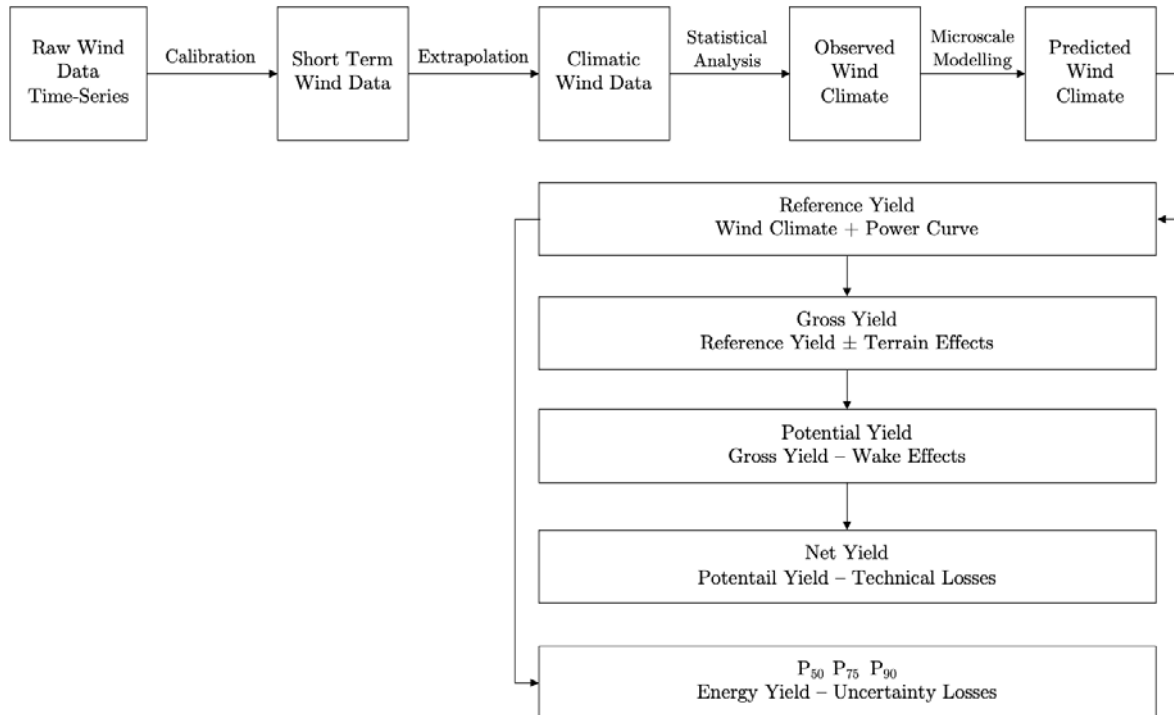 Raw Wind
Data
Time-Series
Calibration
Short Term
Wind Data
Extrapolation
Climatic
Wind Data
Statistical
Analysis
Observed
Wind
Climate
Microscale
Modelling
Predicted
Wind
Climate
Reference Yield
Wind Climate + Power Curve
Gross Yield
Reference Yield ± Terrain Effects
Potential Yield
Gross Yield – Wake Effects
Net Yield
Potentail Yield – Technical Losses
P₅₀ P₇₅ P₉₀
Energy Yield – Uncertainty Losses